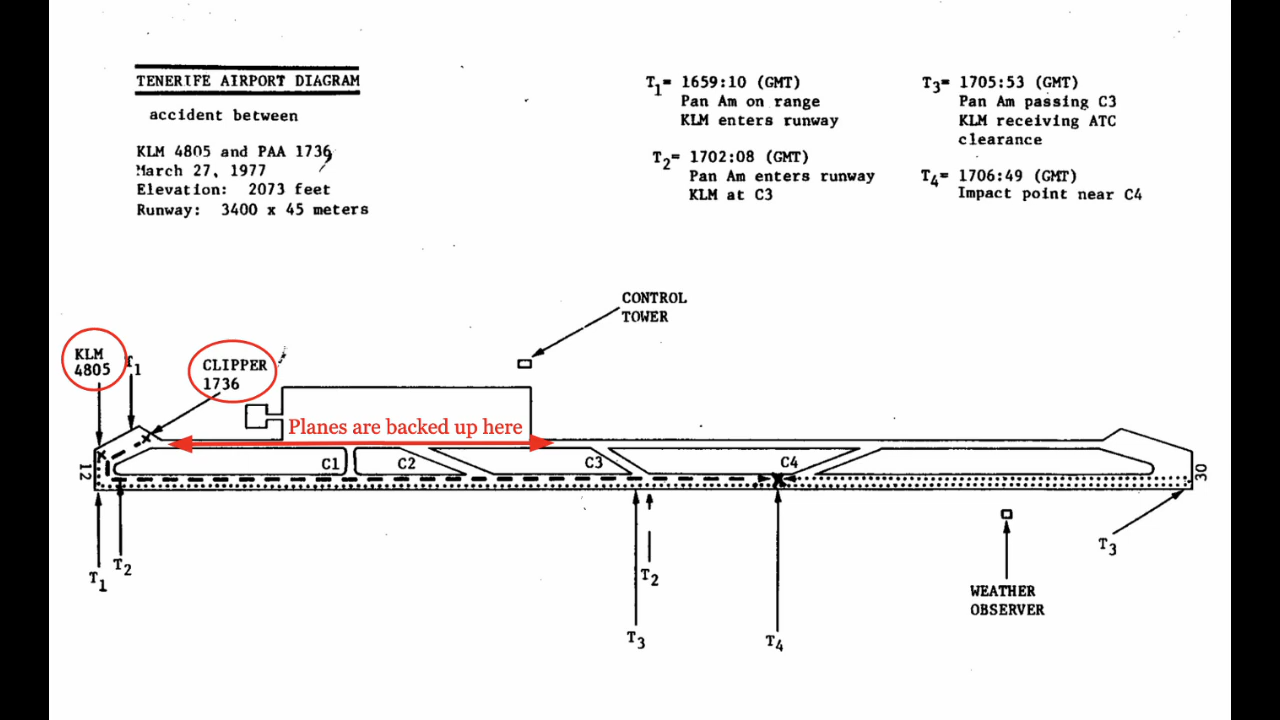 TENERIFE AIRPORT DIAGRAM
accident between
KLM 4805 and PAA 1736
March 27, 1977
Elevation: 2073 feet
Runway: 3400 x 45 meters
T1= 1659:10 (GMT)
Pan Am on range
KLM enters runway
T2= 1702:08 (GMT)
Pan Am enters runway
KLM at C3
T3= 1705:53 (GMT)
Pan Am passing C3
KLM receiving ATC
clearance
T4= 1706:49 (GMT)
Impact point near C4
CONTROL
TOWER
KLM
4805
T1
CLIPPER
1736
Planes are backed up here
12
C1
C2
C3
C4
30
T1
T2
T2
T3
T4
T3
WEATHER
OBSERVER